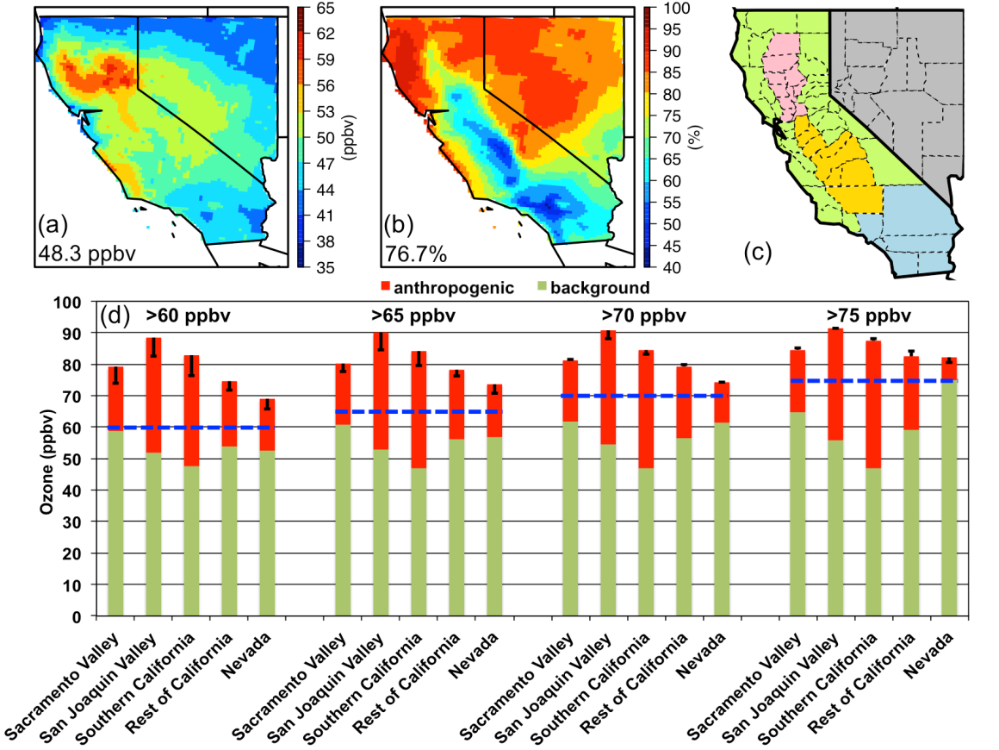 65
62
59
56
53
50
47
44
41
38
35
(ppbv)
(a)
48.3 ppbv
100
95
90
85
80
75
70
65
60
55
50
45
40
(%)
(b)
76.7%
(c)
anthropogenic
background
(d)
>60 ppbv
>65 ppbv
>70 ppbv
>75 ppbv
Ozone (ppbv)
100
90
80
70
60
50
40
30
20
10
0
Sacramento Valley
San Joaquin Valley
Southern California
Rest of California
Nevada
Sacramento Valley
San Joaquin Valley
Southern California
Rest of California
Nevada
Sacramento Valley
San Joaquin Valley
Southern California
Rest of California
Nevada
Sacramento Valley
San Joaquin Valley
Southern California
Rest of California
Nevada